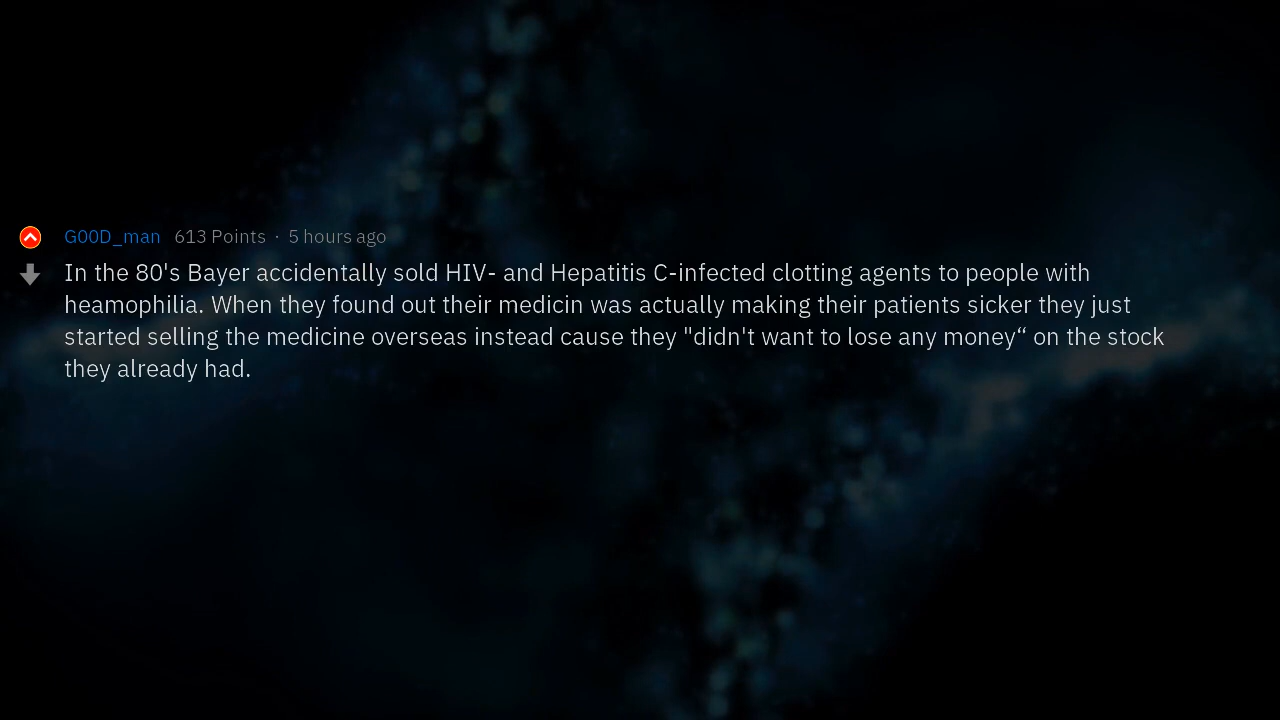 G00D_man 613 Points · 5 hours ago
In the 80's Bayer accidentally sold HIV- and Hepatitis C-infected clotting agents to people with
heamophilia. When they found out their medicin was actually making their patients sicker they just
started selling the medicine overseas instead cause they "didn't want to lose any money“ on the stock
they already had.